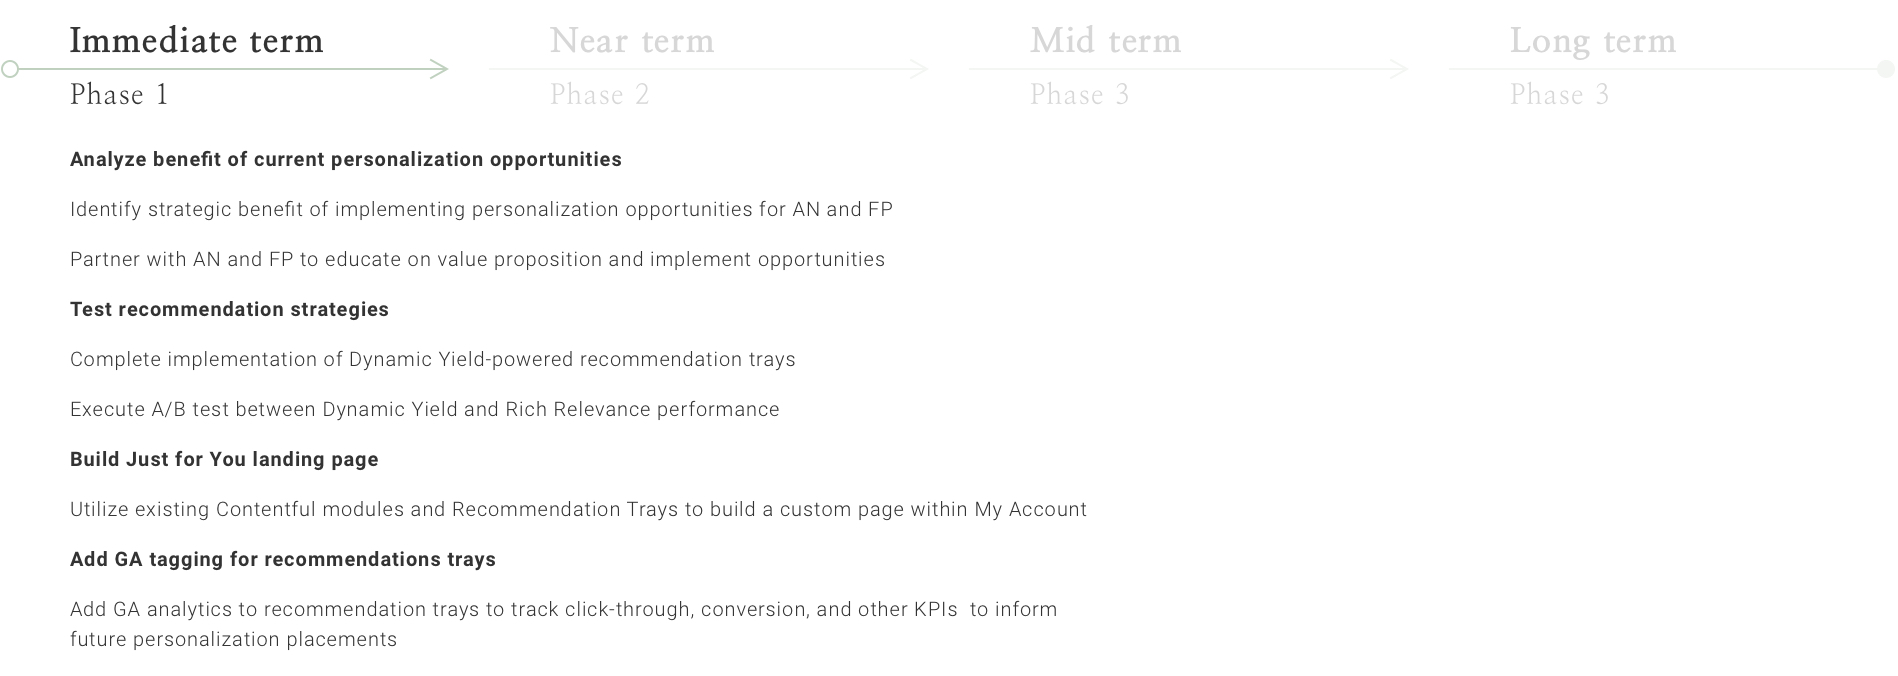 Immediate term
Near term
Mid term
Long term
Phase 1
Phase 2
Phase 3
Phase 3
Analyze benefit of current personalization opportunities
Identify strategic benefit of implementing personalization opportunities for AN and FP
Partner with AN and FP to educate on value proposition and implement opportunities
Test recommendation strategies
Complete implementation of Dynamic Yield-powered recommendation trays
Execute A/B test between Dynamic Yield and Rich Relevance performance
Build Just for You landing page
Utilize existing Contentful modules and Recommendation Trays to build a custom page within My Account
Add GA tagging for recommendations trays
Add GA analytics to recommendation trays to track click-through, conversion, and other KPIs  to inform
future personalization placements